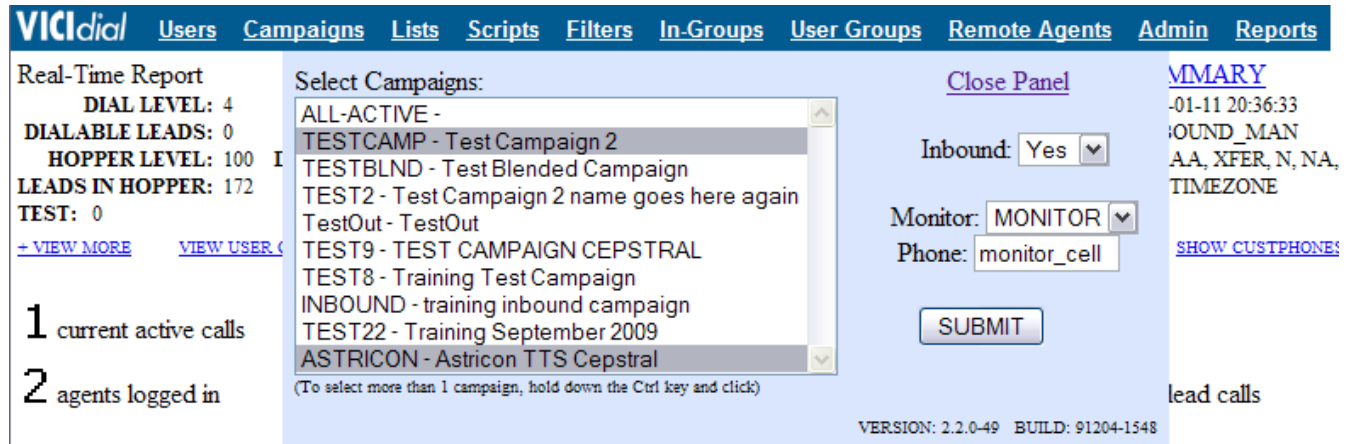 VICIdial Users Campaigns Lists Scripts Filters In-Groups User Groups Remote Agents Admin Reports
Real-Time Report
DIAL LEVEL: 4
DIALABLE LEADS: 0
HOPPER LEVEL: 100
LEADS IN HOPPER: 172
TEST: 0
+ VIEW MORE VIEW USER
1 current active calls
2 agents logged in
Select Campaigns:
ALL-ACTIVE -
TESTCAMP - Test Campaign 2
TESTBLND - Test Blended Campaign
TEST2 - Test Campaign 2 name goes here again
TestOut - TestOut
TEST9 - TEST CAMPAIGN CEPSTRAL
TEST8 - Training Test Campaign
INBOUND - training inbound campaign
TEST22 - Training September 2009
ASTRICON - Astricon TTS Cepstral
(To select more than 1 campaign, hold down the Ctrl key and click)
Close Panel
Inbound: Yes
Monitor: MONITOR
Phone: monitor_cell
SUBMIT
VERSION: 2.2.0-49 BUILD: 91204-1548
MMARY
-01-11 20:36:33
OUND_MAN
AA, XFER, N, NA,
TIMEZONE
SHOW CUSTPHONES
lead calls